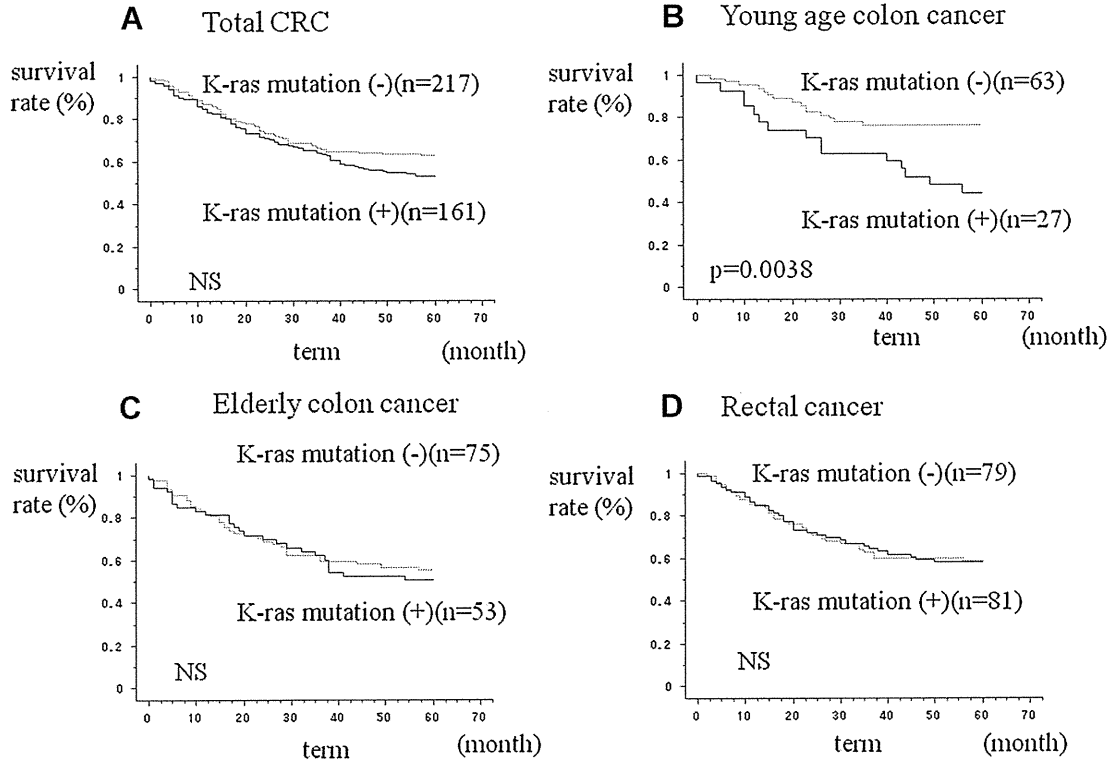 A Total CRC
survival
rate (%)
K-ras mutation (-)(n=217)
K-ras mutation (+)(n=161)
NS
1
0.8
0.6
0.4
0.2
0
0 10 20 30 40 50 60 70
term (month)
B Young age colon cancer
survival
rate (%)
K-ras mutation (-)(n=63)
K-ras mutation (+)(n=27)
p=0.0038
1
0.8
0.6
0.4
0.2
0
0 10 20 30 40 50 60 70
term (month)
C Elderly colon cancer
K-ras mutation (-)(n=75)
survival
rate (%)
K-ras mutation (+)(n=53)
NS
1
0.8
0.6
0.4
0.2
0
0 10 20 30 40 50 60 70
term (month)
D Rectal cancer
survival
rate (%)
K-ras mutation (-)(n=79)
K-ras mutation (+)(n=81)
NS
1
0.8
0.6
0.4
0.2
0
0 10 20 30 40 50 60 70
term (month)